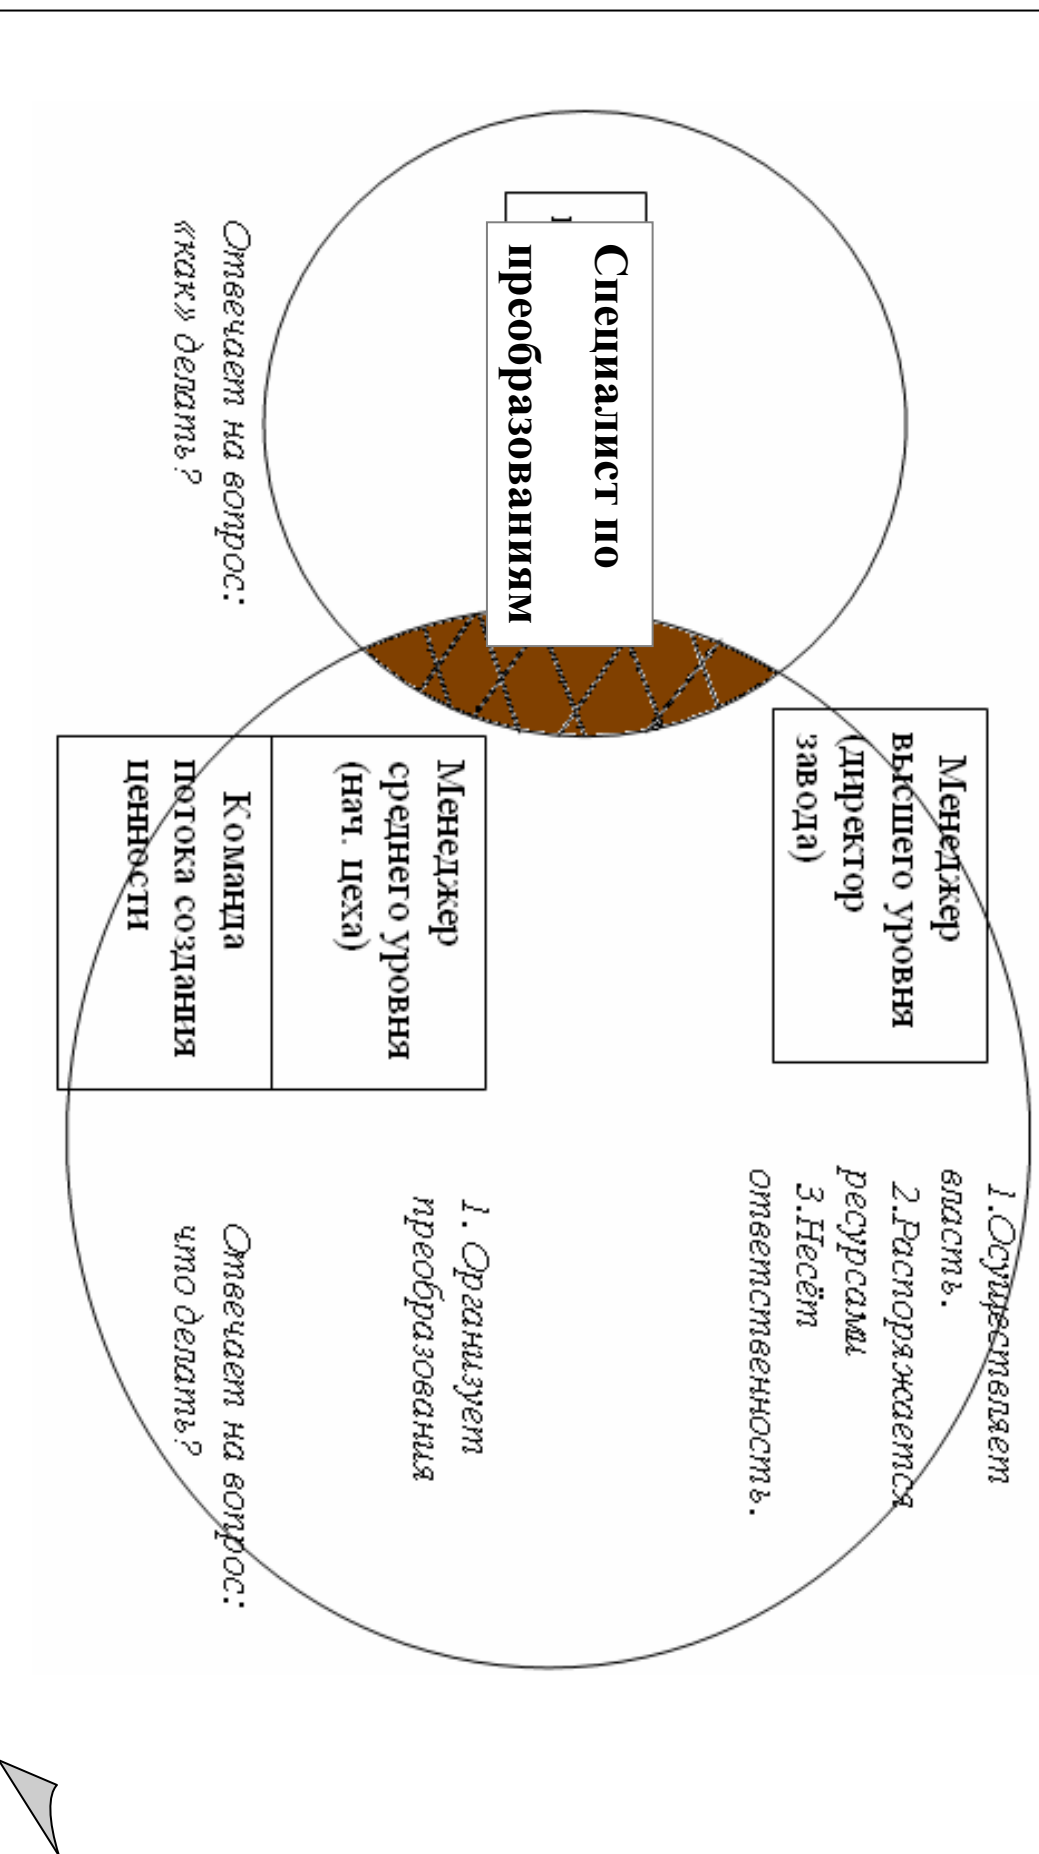 Специалист по
преобразованиям
Отвечает на вопрос:
«как» делать?
Менеджер
высшего уровня
(директор
завода)
Менеджер
среднего уровня
(нач. цеха)
Команда
потока создания
ценности
1.Осуществляет
власть.
2.Распоряжается
ресурсами
3.Несёт
ответственность.
1. Организует
преобразования
Отвечает на вопрос:
что делать?